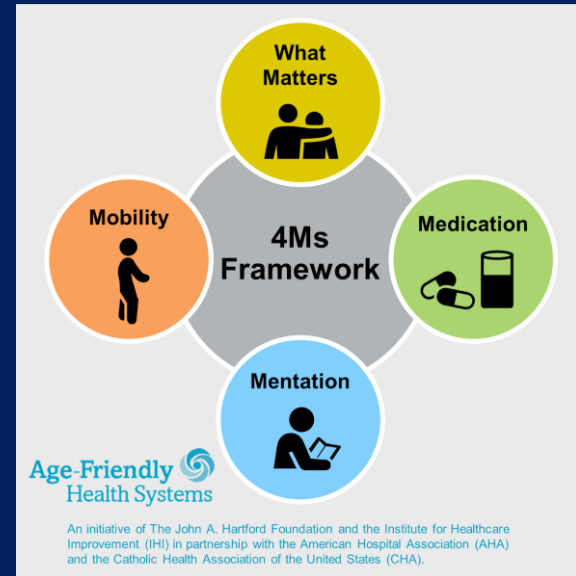 What
Matters
Mobility
4Ms
Framework
Medication
Mentation
Age-Friendly
Health Systems
An initiative of The John A. Hartford Foundation and the Institute for Healthcare
Improvement (IHI) in partnership with the American Hospital Association (AHA)
and the Catholic Health Association of the United States (CHA).